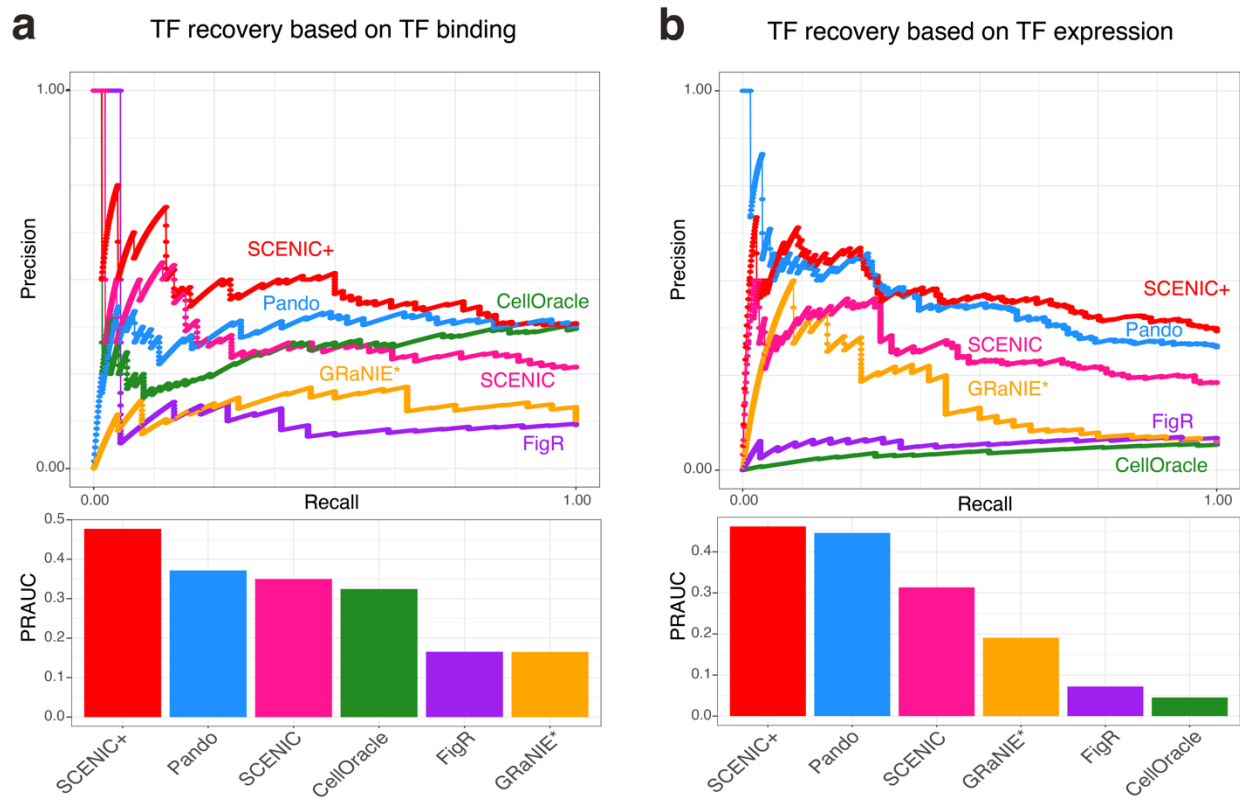 a
TF recovery based on TF binding
1.00
Precision
SCENIC+
Pando
CellOracle
SCENIC
GRaNIE*
FigR
0.00
0.00
Recall
1.00
0.5
0.4
0.3
0.2
0.1
0.0
PRAUC
SCENIC+
Pando
SCENIC
CellOracle
FigR
GRaNIE*
b
TF recovery based on TF expression
1.00
Precision
SCENIC+
Pando
SCENIC
GRaNIE*
FigR
CellOracle
0.00
0.00
Recall
1.00
0.4
0.3
0.2
0.1
0.0
PRAUC
SCENIC+
Pando
SCENIC
GRaNIE*
FigR
CellOracle